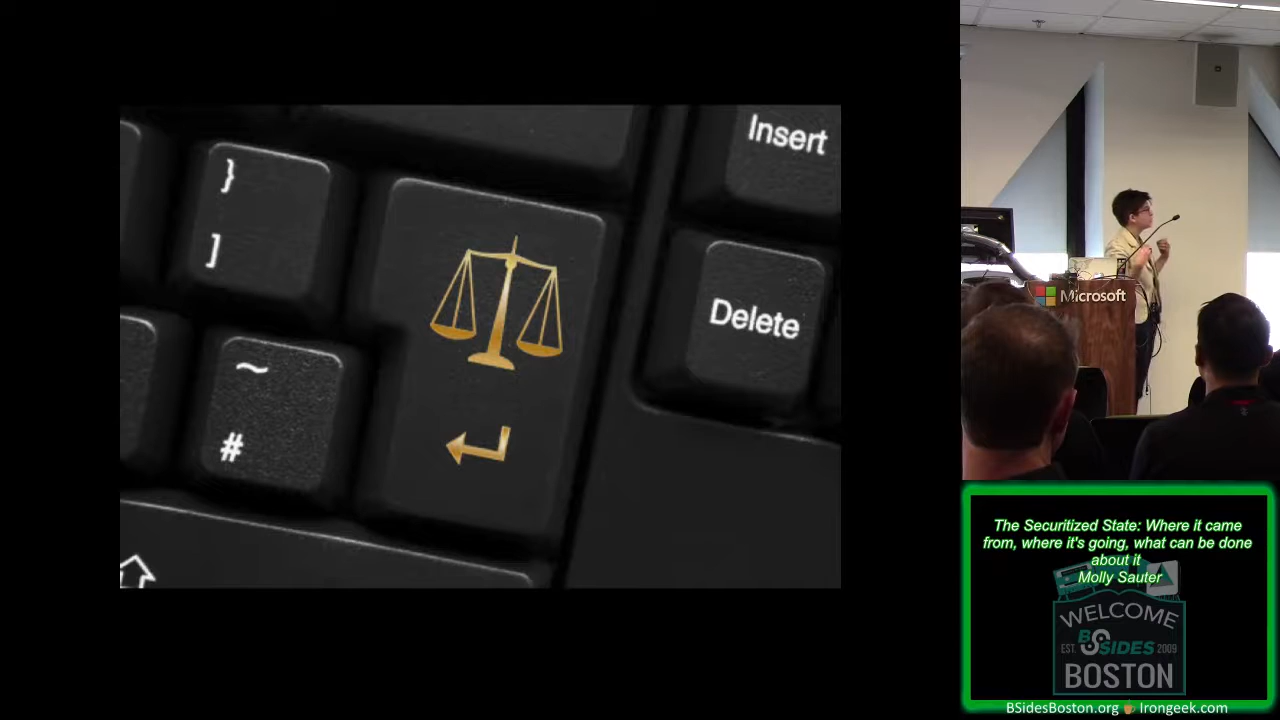 Insert
}
]
Delete
~
#
Microsoft
The Securitized State: Where it came
from, where it's going, what can be done
about it
Molly Sauter
WELCOME
EST. BSIDES 2009
BOSTON
BSidesBoston.org Irongeek.com